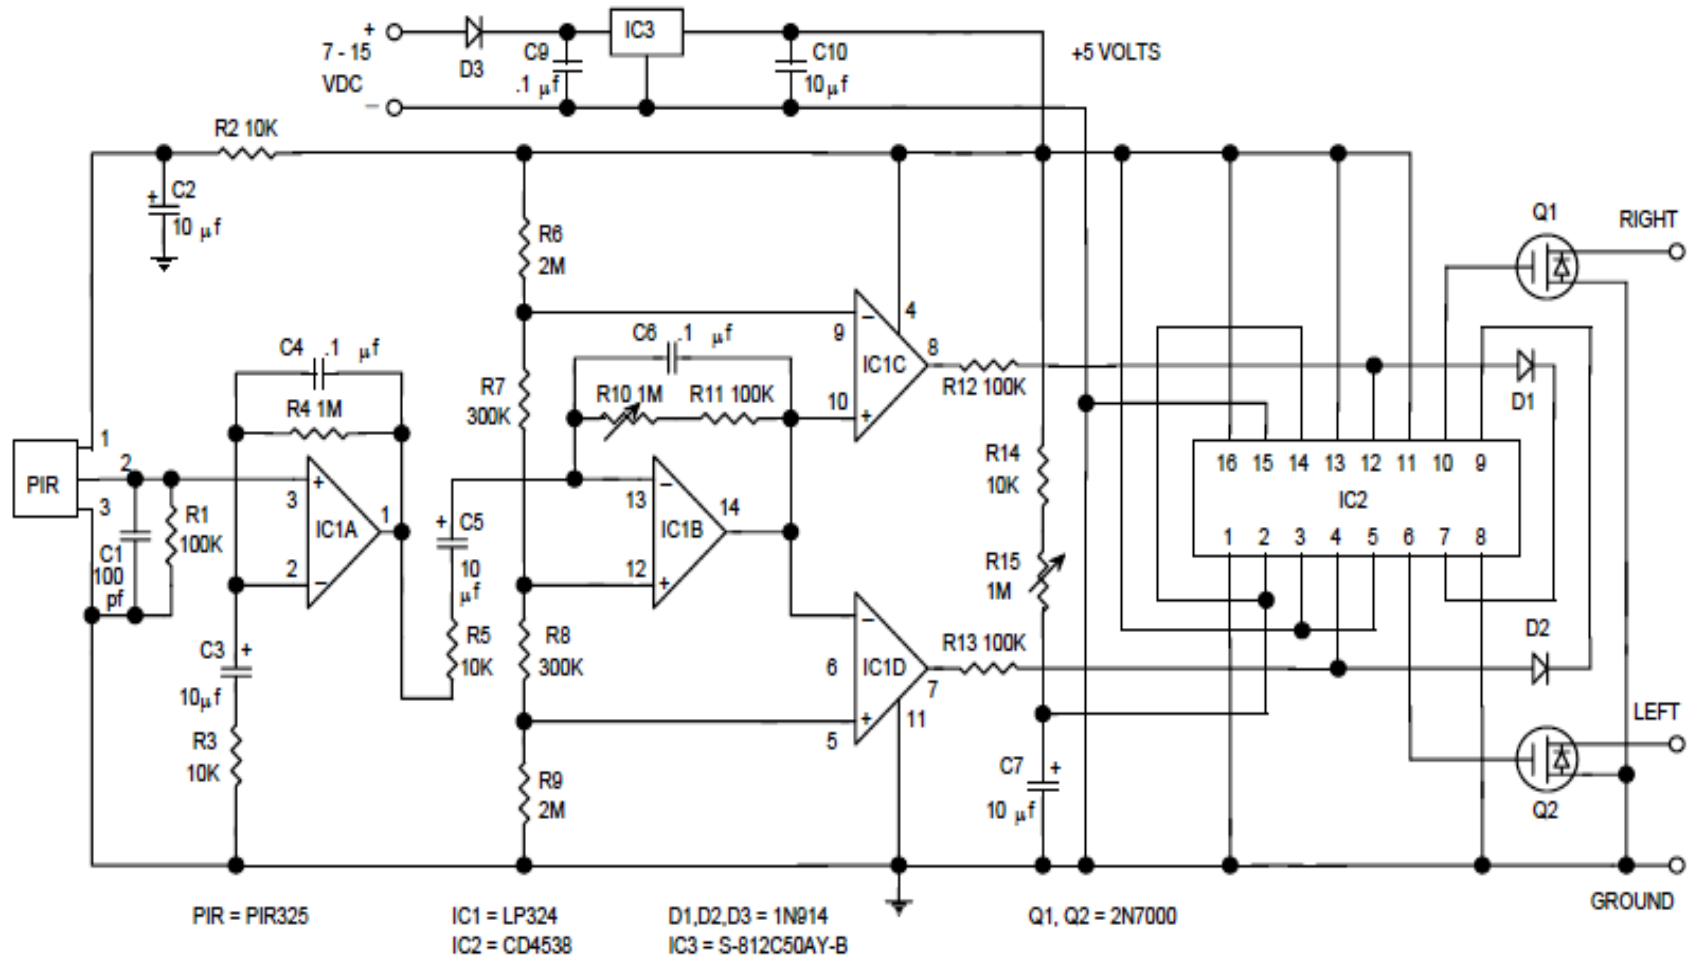 +
7 - 15
VDC
−
D3
C9
.1 µf
IC3
C10
10 µf
+5 VOLTS
R2 10K
+ C2
10 µf
R6
2M
C4 .1 µf
R4 1M
R7
300K
C6 .1 µf
R10 1M
R11 100K
9
−
4
8
IC1C
10
+
R12 100K
Q1
RIGHT
D1
PIR
1
2
3
C1
100
pf
R1
100K
3
+
IC1A
1
2
−
+ C5
10
µf
R5
10K
13
−
14
IC1B
12
+
R8
300K
R14
10K
R15
1M
16 15 14 13 12 11 10 9
IC2
1 2 3 4 5 6 7 8
C3 +
10µf
R3
10K
−
6
IC1D
7
5
+
11
R13 100K
D2
LEFT
Q2
R9
2M
C7 +
10 µf
GROUND
PIR = PIR325
IC1 = LP324
IC2 = CD4538
D1,D2,D3 = 1N914
IC3 = S-812C50AY-B
Q1, Q2 = 2N7000